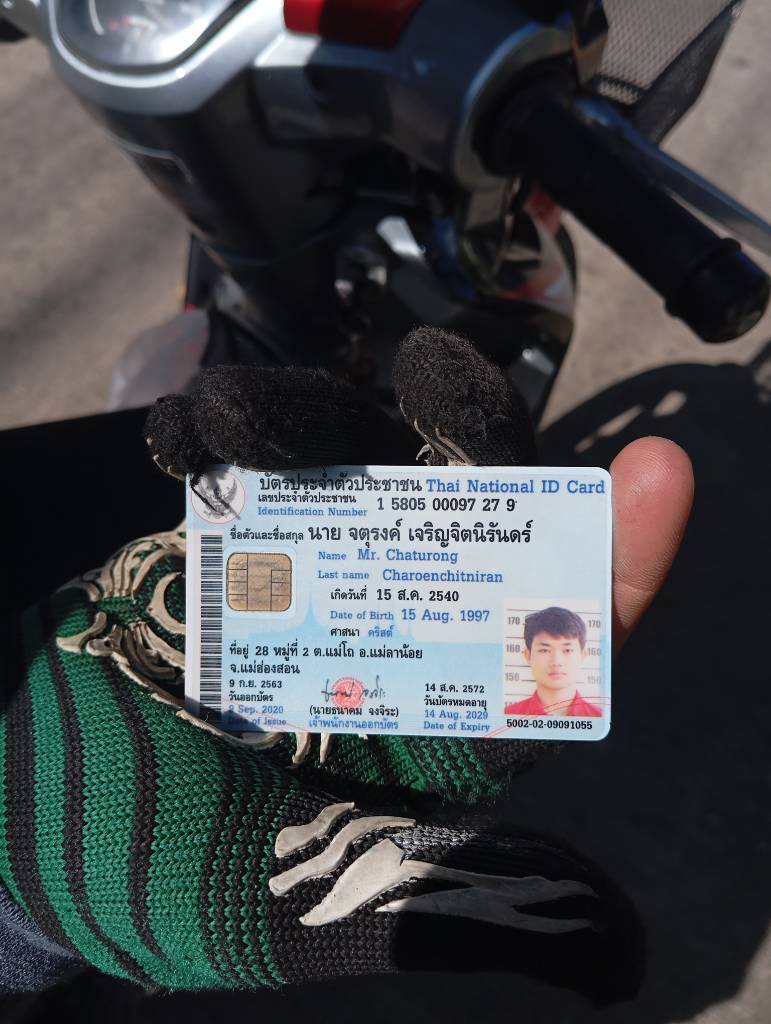 บัตรประจำตัวประชาชน Thai National ID Card
เลขประจำตัวประชาชน
Identification Number 1 5805 00097 27 9
ชื่อตัวและชื่อสกุล นาย จตุรงค์ เจริญจิตนิรันดร์
Name Mr. Chaturong
Last name Charoenchitniran
เกิดวันที่ 15 ส.ค. 2540
Date of Birth 15 Aug. 1997
ศาสนา คริสต์
ที่อยู่ 28 หมู่ที่ 2 ต.แม่โถ อ.แม่ลาน้อย
จ.แม่ฮ่องสอน
9 ก.ย. 2563
วันออกบัตร
9 Sep. 2020
Date of Issue
(นายธนาคม จงจิระ)
เจ้าพนักงานออกบัตร
14 ส.ค. 2572
วันบัตรหมดอายุ
14 Aug. 2029
Date of Expiry
170 170
160 160
150 150
5002-02-09091055